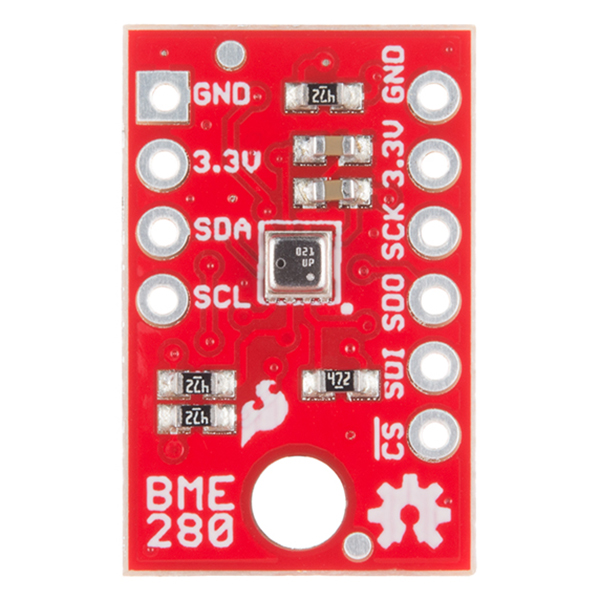 GND
3.3V
SDA
SCL
GND
3.3V
SCK
SDO
SDI
CS
472
021
UP
472
472
472
BME
280